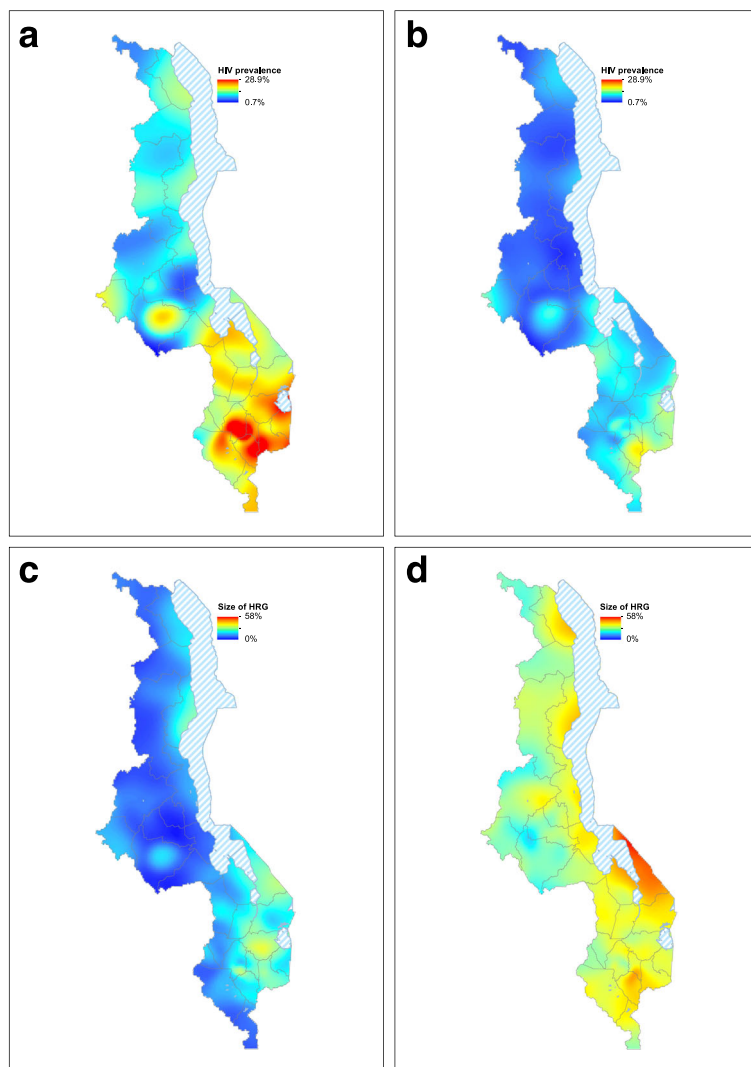 a
HIV prevalence
28.9%
0.7%
b
HIV prevalence
28.9%
0.7%
c
Size of HRG
58%
0%
d
Size of HRG
58%
0%